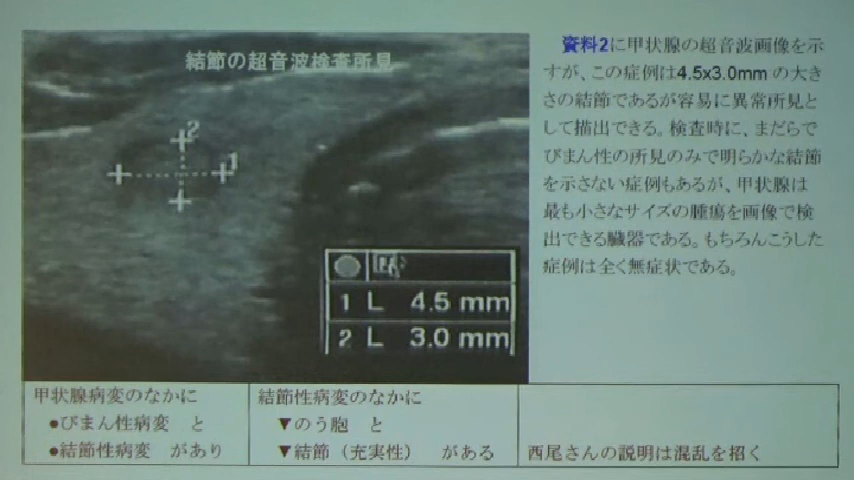 結節の超音波検査所見
2
1
1 L 4.5 mm
2 L 3.0 mm
資料2に甲状腺の超音波画像を示
すが、この症例は4.5x3.0mm の大き
さの結節であるが容易に異常所見と
して描出できる。検査時に、まだらで
びまん性の所見のみで明らかな結節
を示さない症例もあるが、甲状腺は
最も小さなサイズの腫瘍を画像で検
出できる臓器である。もちろんこうした
症例は全く無症状である。
甲状腺病変のなかに
●びまん性病変 と
●結節性病変 があり
結節性病変のなかに
▼のう胞 と
▼結節（充実性） がある
西尾さんの説明は混乱を招く